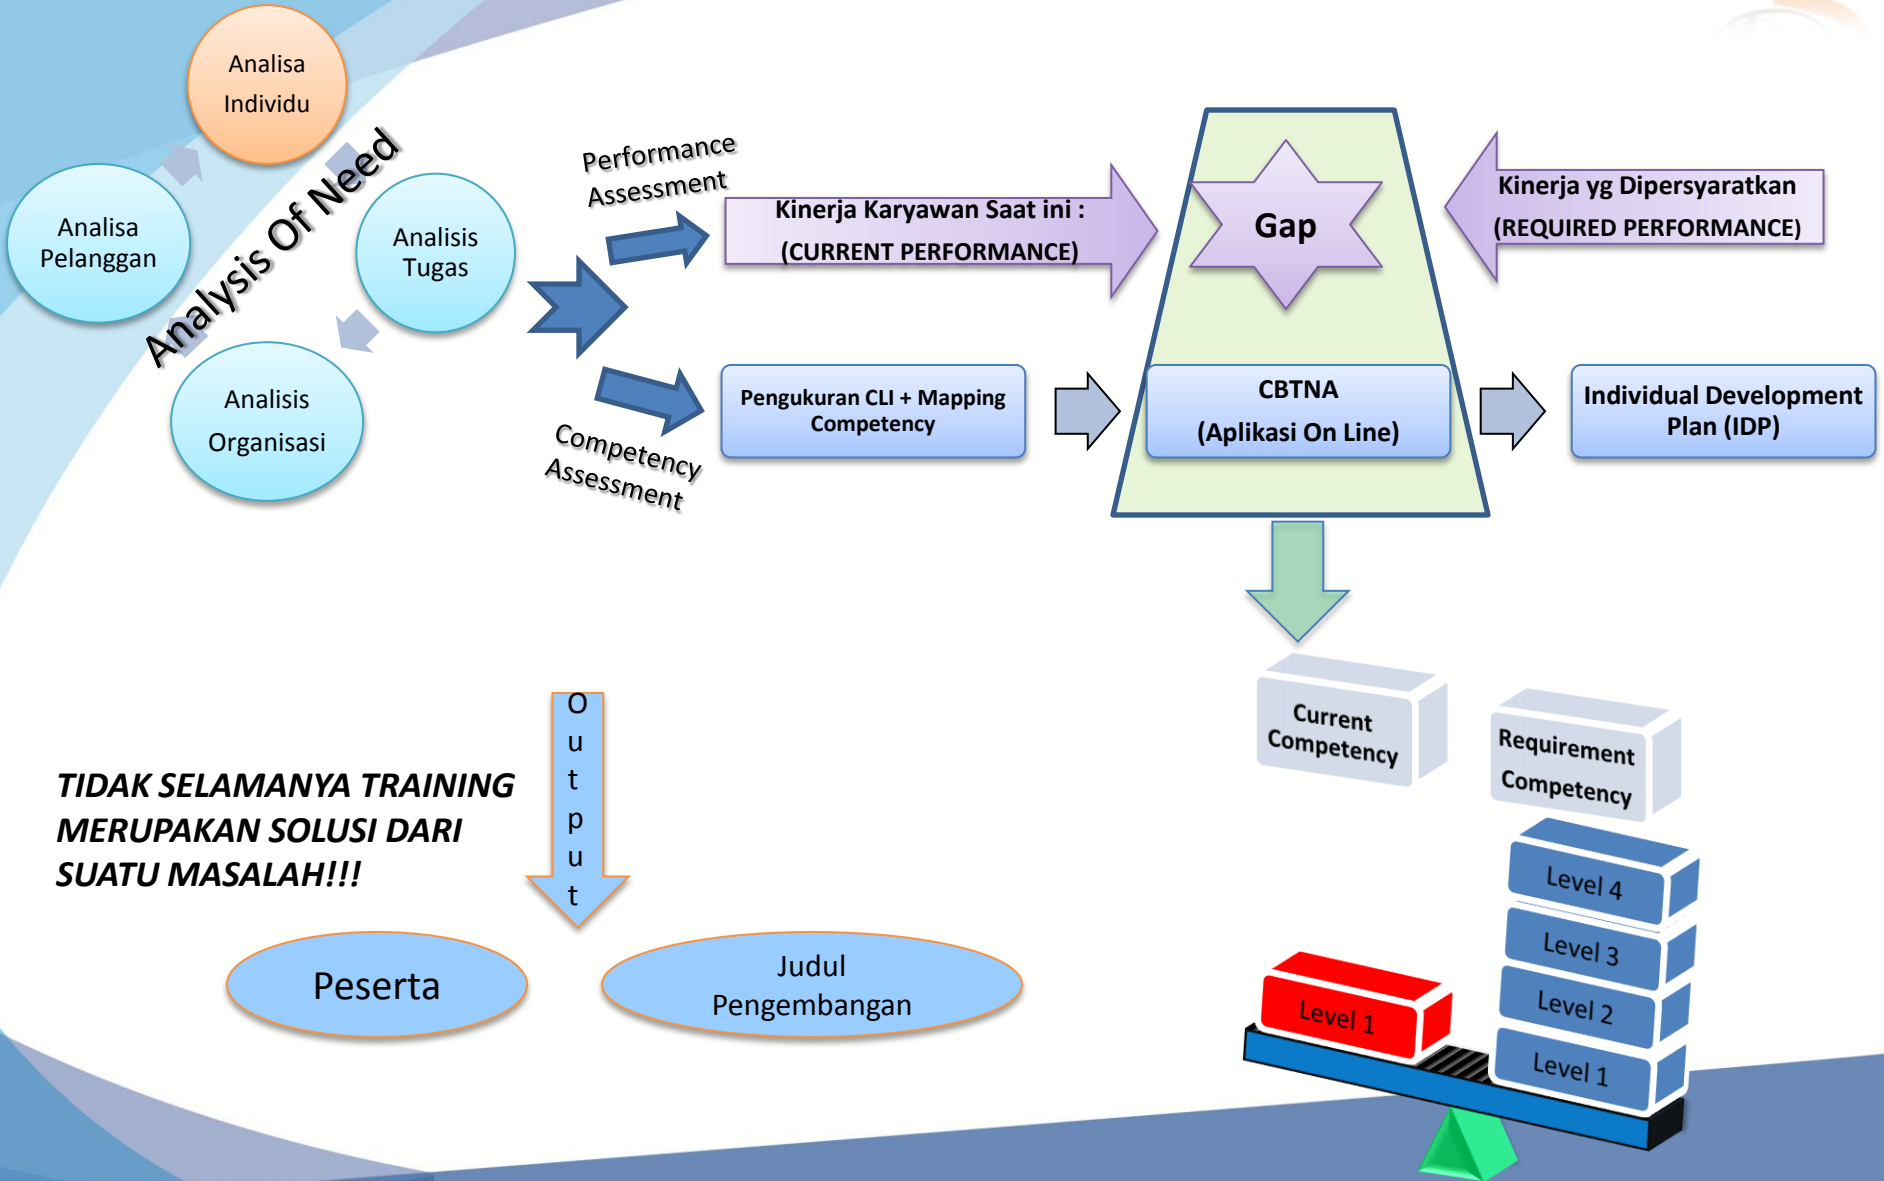 Analisa
Individu
Analisa
Pelanggan
Analysis Of Need
Analisis
Tugas
Analisis
Organisasi
Performance
Assessment
Competency
Assessment
Kinerja Karyawan Saat ini :
(CURRENT PERFORMANCE)
Gap
Kinerja yg Dipersyaratkan
(REQUIRED PERFORMANCE)
Pengukuran CLI + Mapping
Competency
CBTNA
(Aplikasi On Line)
Individual Development
Plan (IDP)
Output
TIDAK SELAMANYA TRAINING
MERUPAKAN SOLUSI DARI
SUATU MASALAH!!!
Peserta
Judul
Pengembangan
Current
Competency
Requirement
Competency
Level 4
Level 3
Level 2
Level 1
Level 1